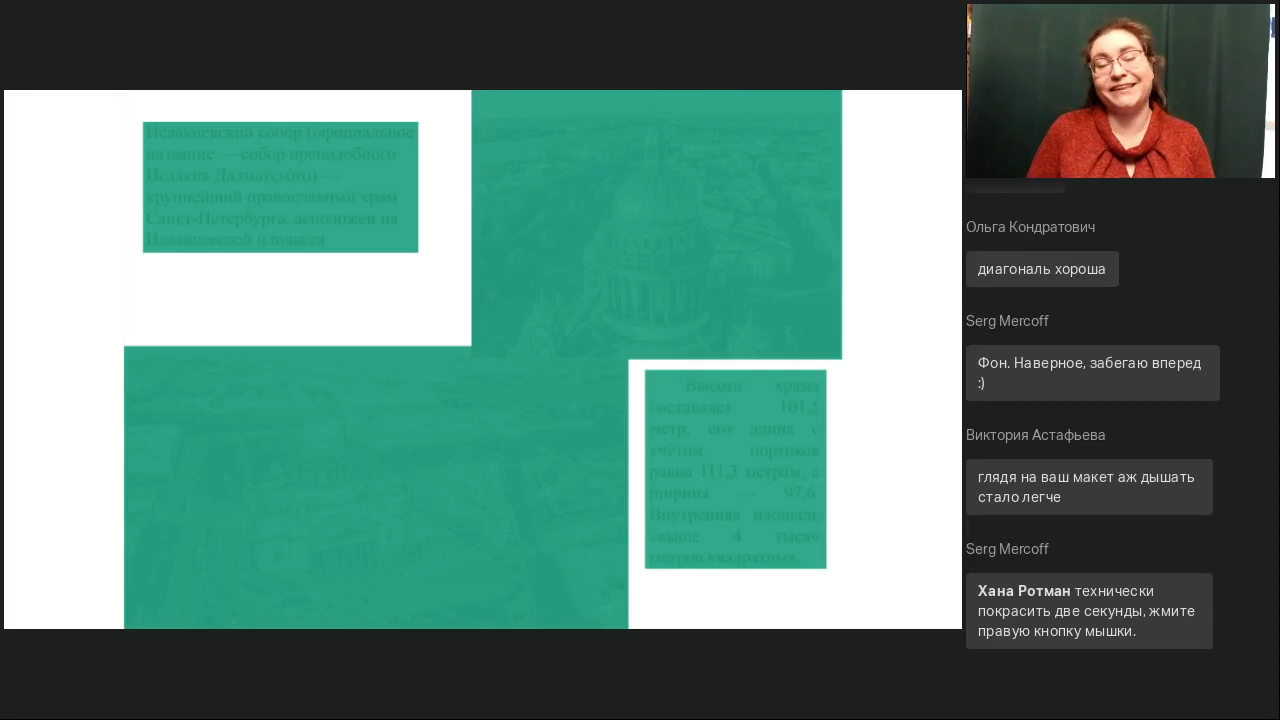 Исаакиевский собор (официальное
название — собор преподобного
Исаакия Далматского) —
крупнейший православный храм
Санкт-Петербурга,
Исаакиевской площади
Высота храма
составляет 101,5
метр, его длина с
учётом портиков
равна 111,3 метрам, а
ширина — 97,6.
Внутренняя площадь
свыше 4 тысяч
метров квадратных.
Ольга Кондратович
диагональ хороша
Serg Mercoff
Фон. Наверное, забегаю вперед
:)
Виктория Астафьева
глядя на ваш макет аж дышать
стало легче
Serg Mercoff
Хана Ротман технически
покрасить две секунды, жмите
правую кнопку мышки.